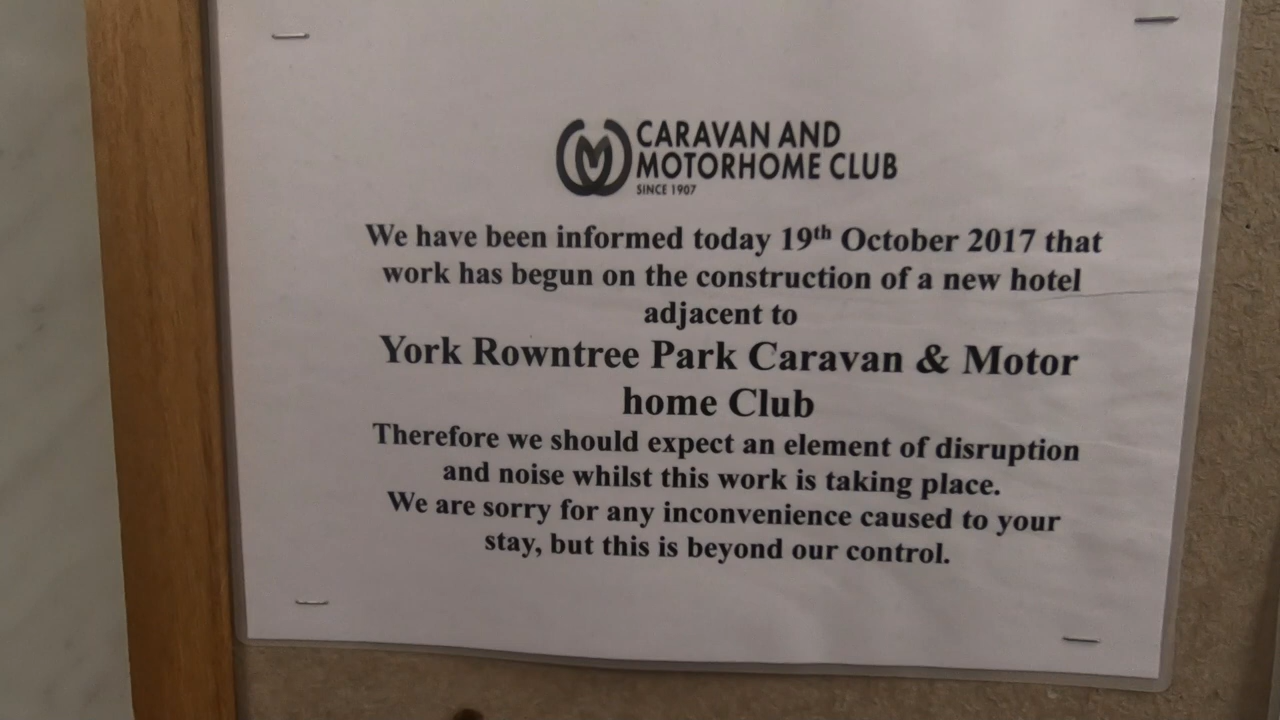 CARAVAN AND
MOTORHOME CLUB
SINCE 1907
We have been informed today 19th October 2017 that
work has begun on the construction of a new hotel
adjacent to
York Rowntree Park Caravan & Motor
home Club
Therefore we should expect an element of disruption
and noise whilst this work is taking place.
We are sorry for any inconvenience caused to your
stay, but this is beyond our control.